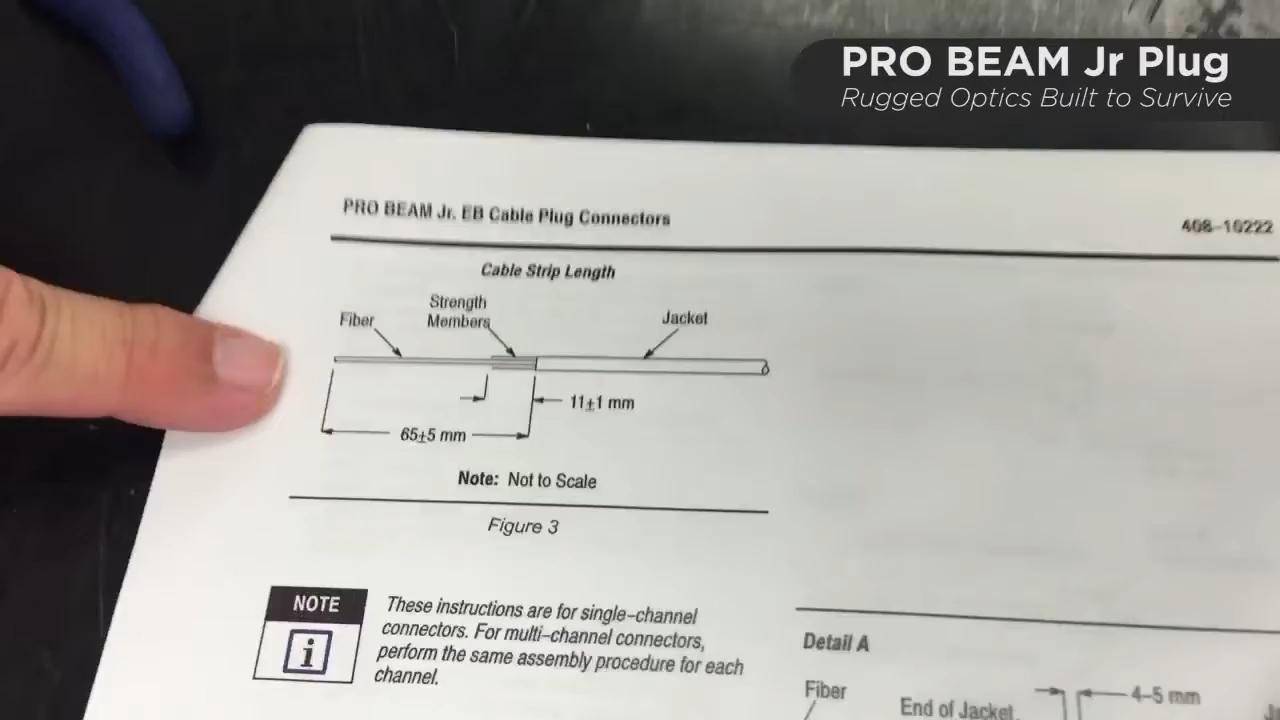 PRO BEAM Jr Plug
Rugged Optics Built to Survive
PRO BEAM Jr. EB Cable Plug Connectors
408-10222
Cable Strip Length
Fiber
Strength
Members
Jacket
11±1 mm
65±5 mm
Note: Not to Scale
Figure 3
NOTE
i
These instructions are for single-channel
connectors. For multi-channel connectors,
perform the same assembly procedure for each
channel.
Detail A
Fiber
End of Jacket
4-5 mm